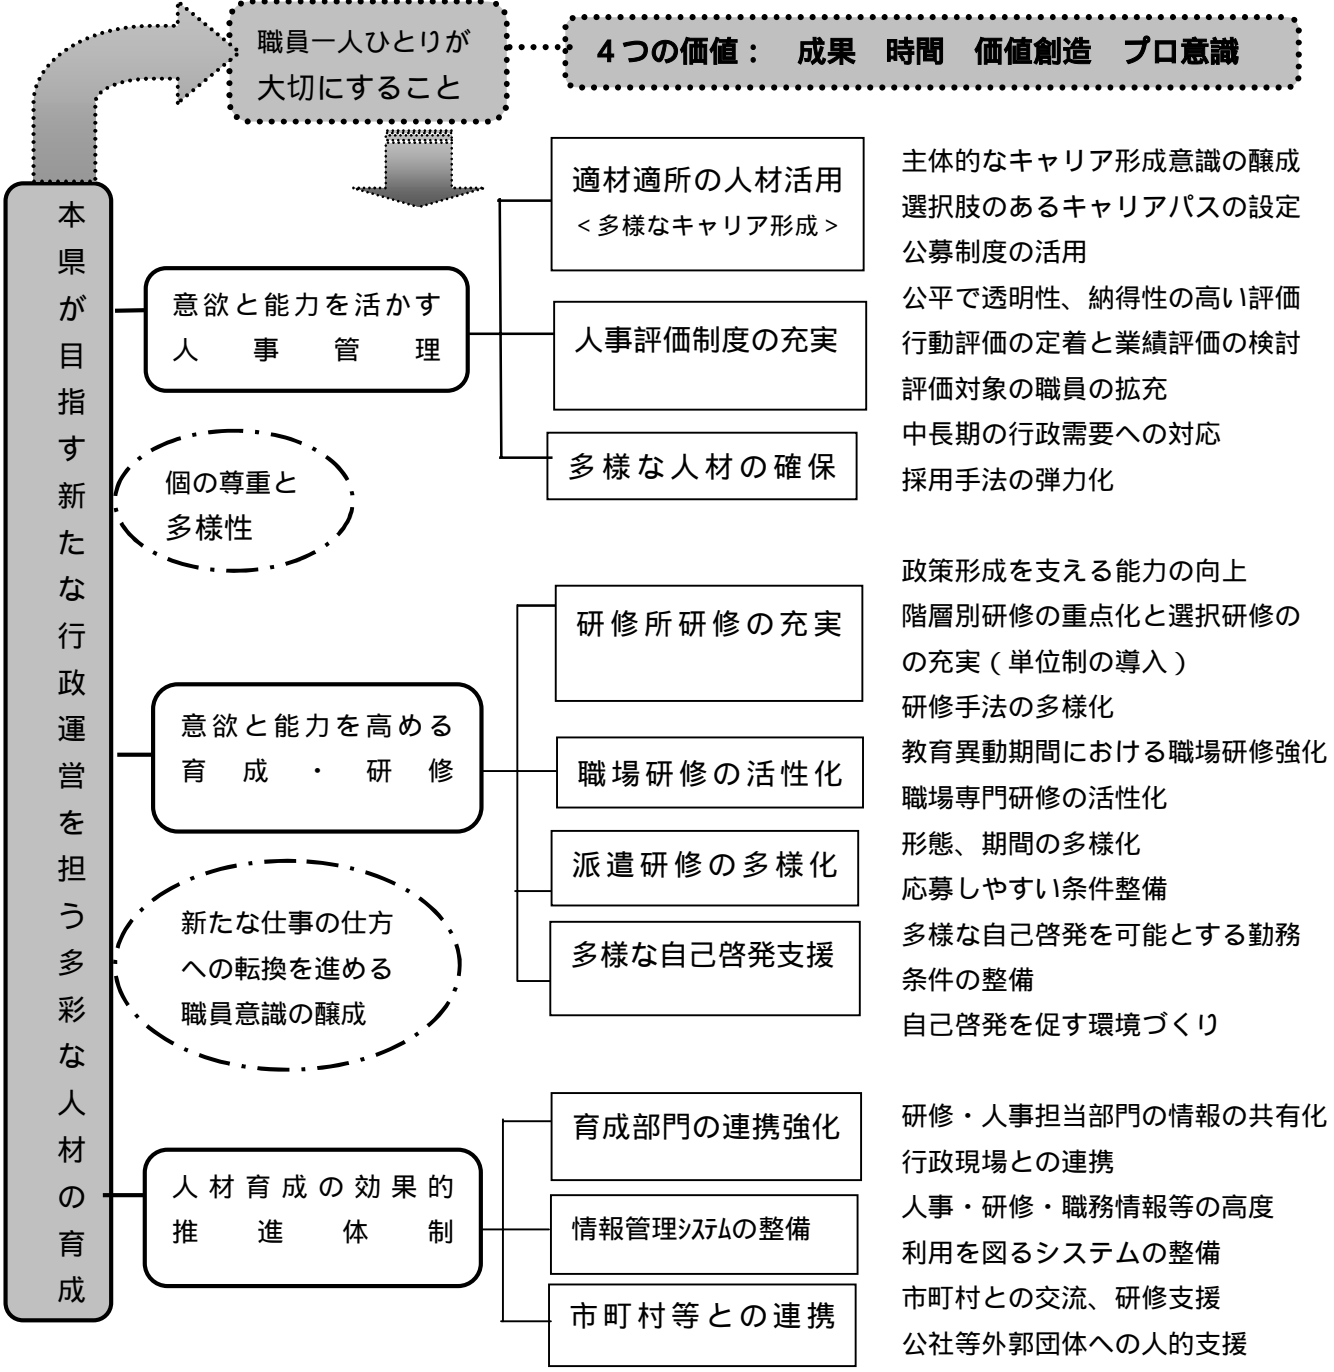 職員一人ひとりが
大切にすること
４つの価値：　成果　時間　価値創造　プロ意識
本県が目指す新たな行政運営を担う多彩な人材の育成
意欲と能力を活かす
人事管理
適材適所の人材活用
＜多様なキャリア形成＞
主体的なキャリア形成意識の醸成
選択肢のあるキャリアパスの設定
公募制度の活用
人事評価制度の充実
公平で透明性、納得性の高い評価
行動評価の定着と業績評価の検討
評価対象の職員の拡充
多様な人材の確保
中長期の行政需要への対応
採用手法の弾力化
個の尊重と
多様性
意欲と能力を高める
育成・研修
研修所研修の充実
政策形成を支える能力の向上
階層別研修の重点化と選択研修の
の充実（単位制の導入）
研修手法の多様化
職場研修の活性化
教育異動期間における職場研修強化
職場専門研修の活性化
派遣研修の多様化
形態、期間の多様化
応募しやすい条件整備
多様な自己啓発支援
多様な自己啓発を可能とする勤務
条件の整備
自己啓発を促す環境づくり
新たな仕事の仕方
への転換を進める
職員意識の醸成
人材育成の効果的
推進体制
育成部門の連携強化
研修・人事担当部門の情報の共有化
行政現場との連携
情報管理ｼｽﾃﾑの整備
人事・研修・職務情報等の高度
利用を図るシステムの整備
市町村等との連携
市町村との交流、研修支援
公社等外郭団体への人的支援